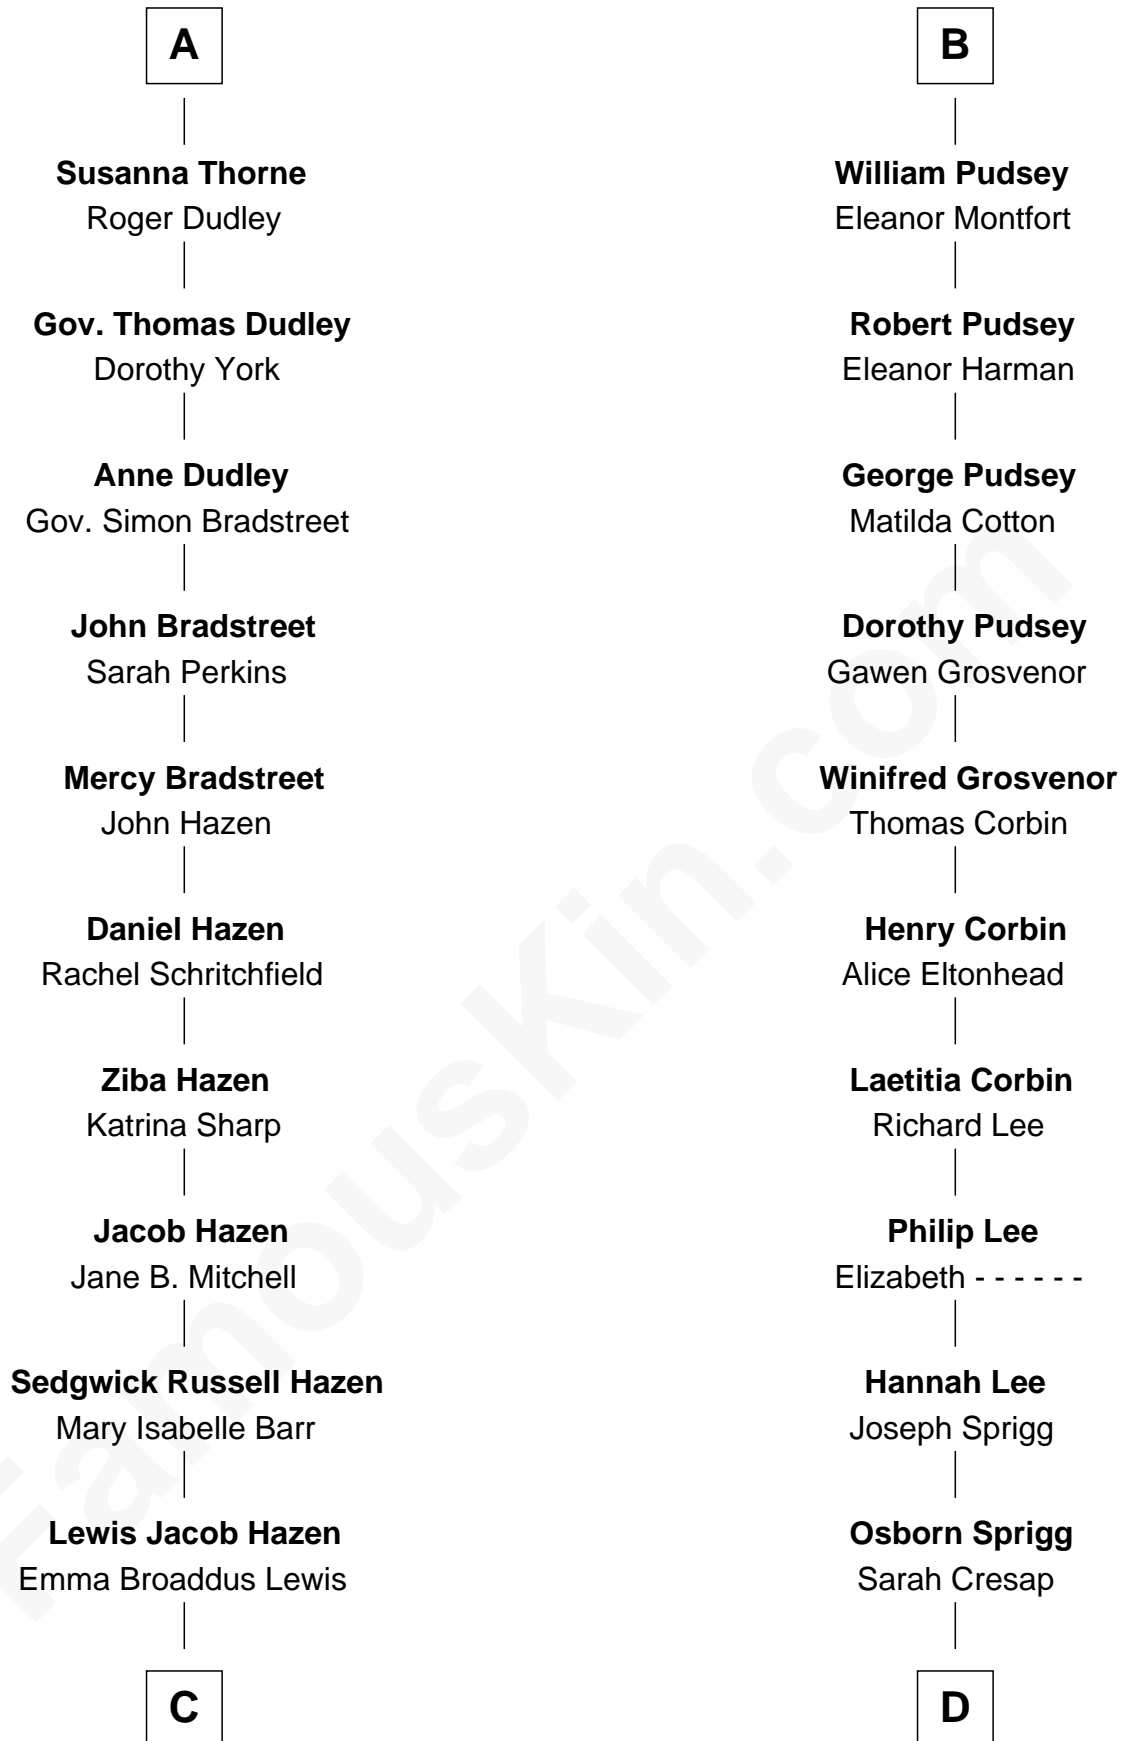 A
Susanna Thorne
Roger Dudley
Gov. Thomas Dudley
Dorothy York
Anne Dudley
Gov. Simon Bradstreet
John Bradstreet
Sarah Perkins
Mercy Bradstreet
John Hazen
Daniel Hazen
Rachel Schritchfield
Ziba Hazen
Katrina Sharp
Jacob Hazen
Jane B. Mitchell
Sedgwick Russell Hazen
Mary Isabelle Barr
Lewis Jacob Hazen
Emma Broaddus Lewis
C
B
William Pudsey
Eleanor Montfort
Robert Pudsey
Eleanor Harman
George Pudsey
Matilda Cotton
Dorothy Pudsey
Gawen Grosvenor
Winifred Grosvenor
Thomas Corbin
Henry Corbin
Alice Eltonhead
Laetitia Corbin
Richard Lee
Philip Lee
Elizabeth - - - - - -
Hannah Lee
Joseph Sprigg
Osborn Sprigg
Sarah Cresap
D
FamousKin.com